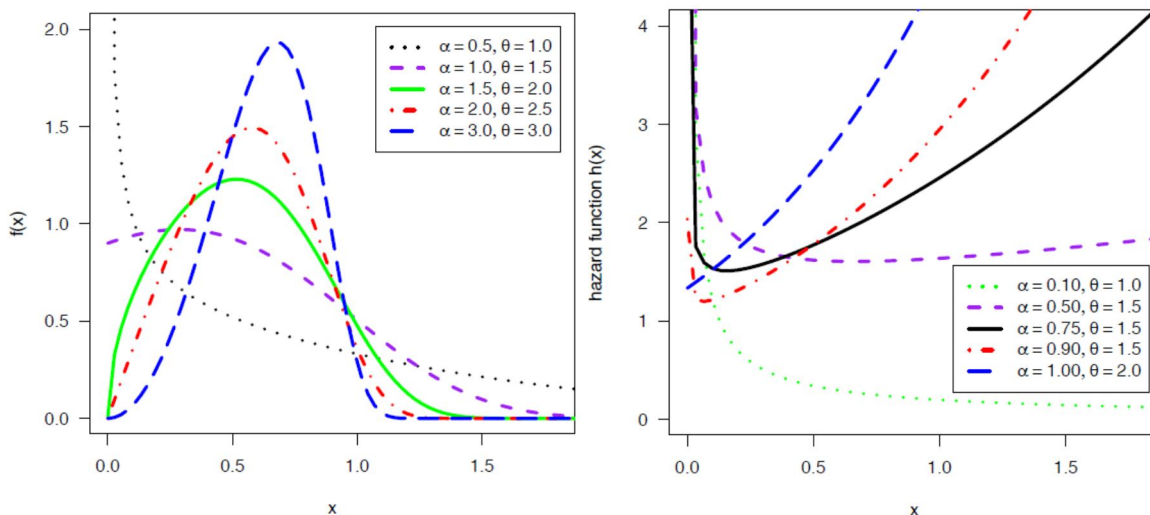 2.0
1.5
1.0
0.5
0.0
f(x)
0.0 0.5 1.0 1.5
x
α = 0.5, θ = 1.0
α = 1.0, θ = 1.5
α = 1.5, θ = 2.0
α = 2.0, θ = 2.5
α = 3.0, θ = 3.0
4
3
2
1
0
hazard function h(x)
0.0 0.5 1.0 1.5
x
α = 0.10, θ = 1.0
α = 0.50, θ = 1.5
α = 0.75, θ = 1.5
α = 0.90, θ = 1.5
α = 1.00, θ = 2.0